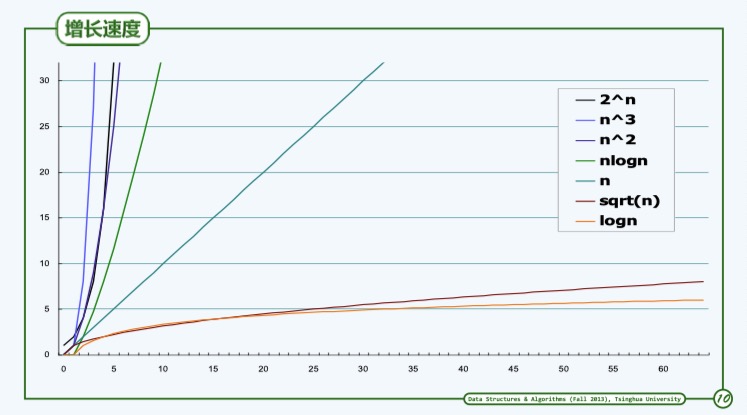 增长速度
30
25
20
15
10
5
0
0 5 10 15 20 25 30 35 40 45 50 55 60
2^n
n^3
n^2
nlogn
n
sqrt(n)
logn
Data Structures & Algorithms (Fall 2013), Tsinghua University
10